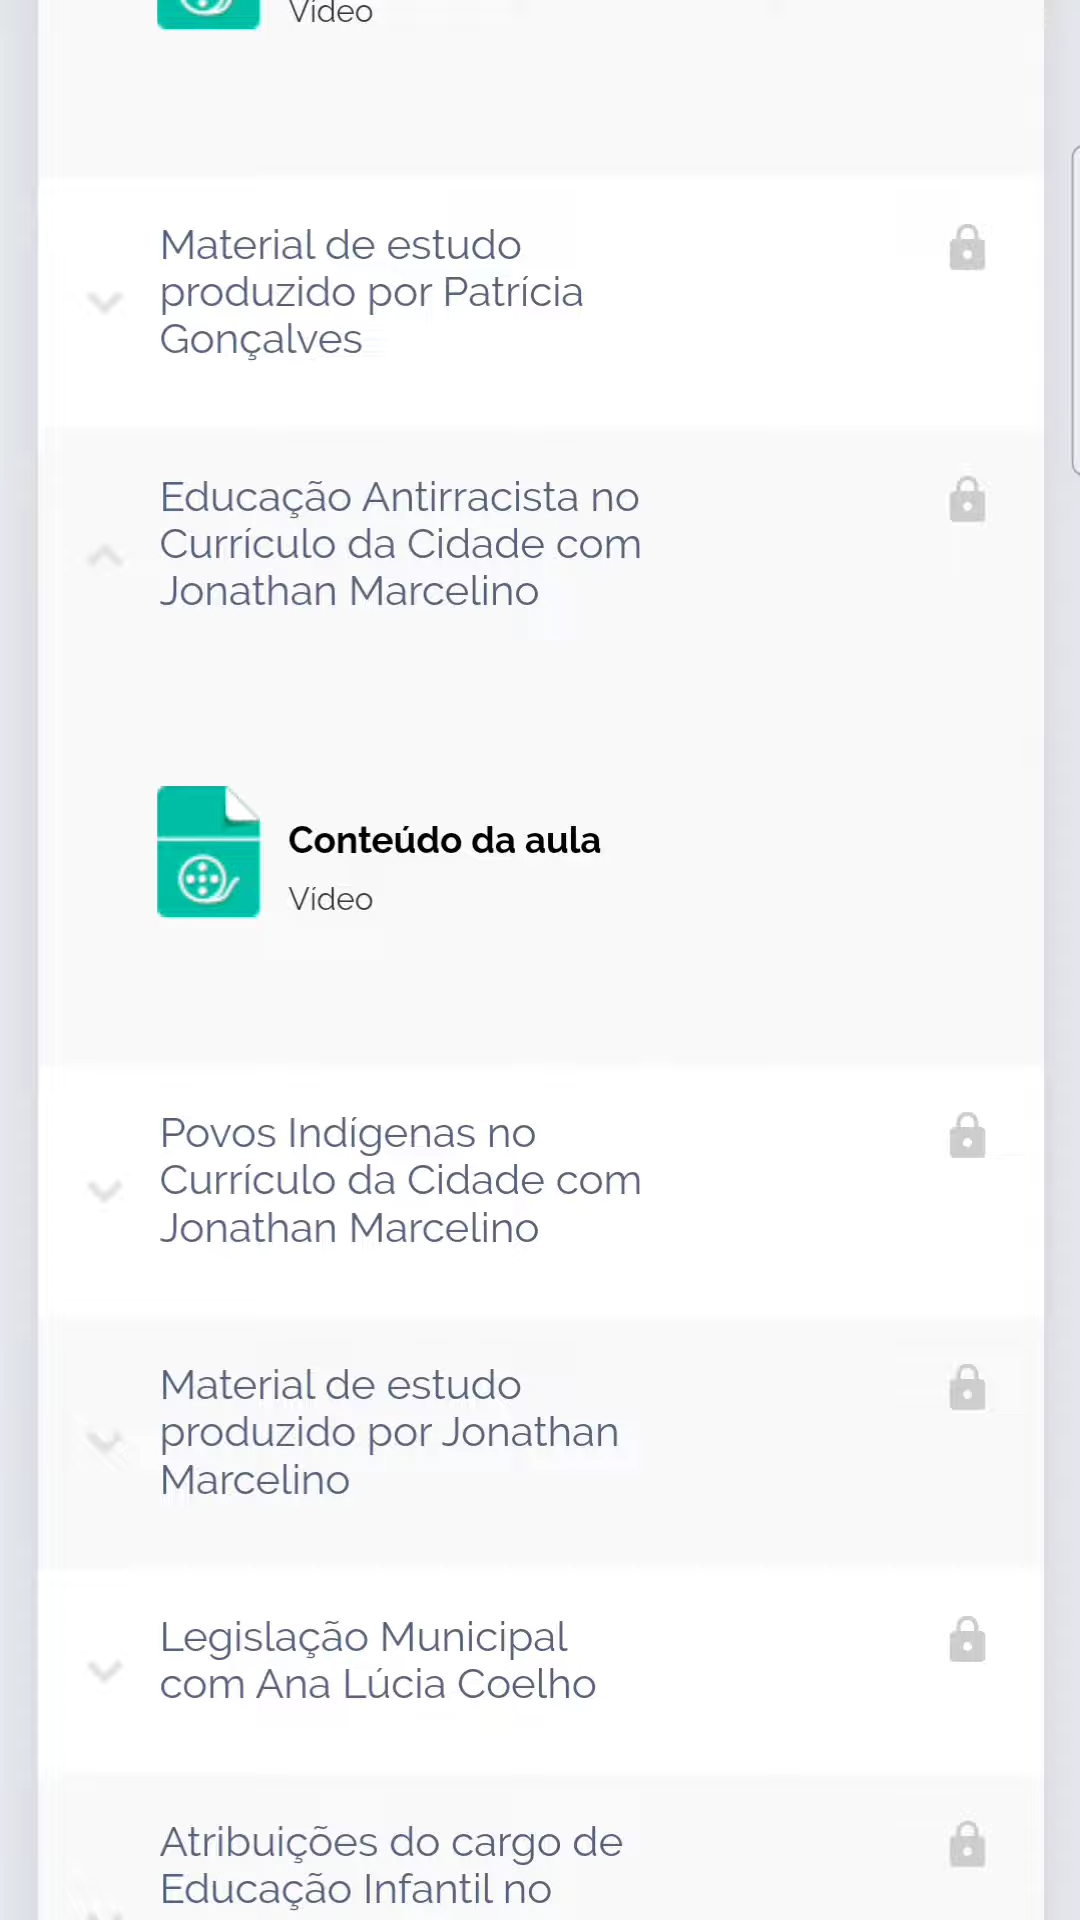 Vídeo
Material de estudo
produzido por Patrícia
Gonçalves
Educação Antirracista no
Currículo da Cidade com
Jonathan Marcelino
Conteúdo da aula
Vídeo
Povos Indígenas no
Currículo da Cidade com
Jonathan Marcelino
Material de estudo
produzido por Jonathan
Marcelino
Legislação Municipal
com Ana Lúcia Coelho
Atribuições do cargo de
Educação Infantil no